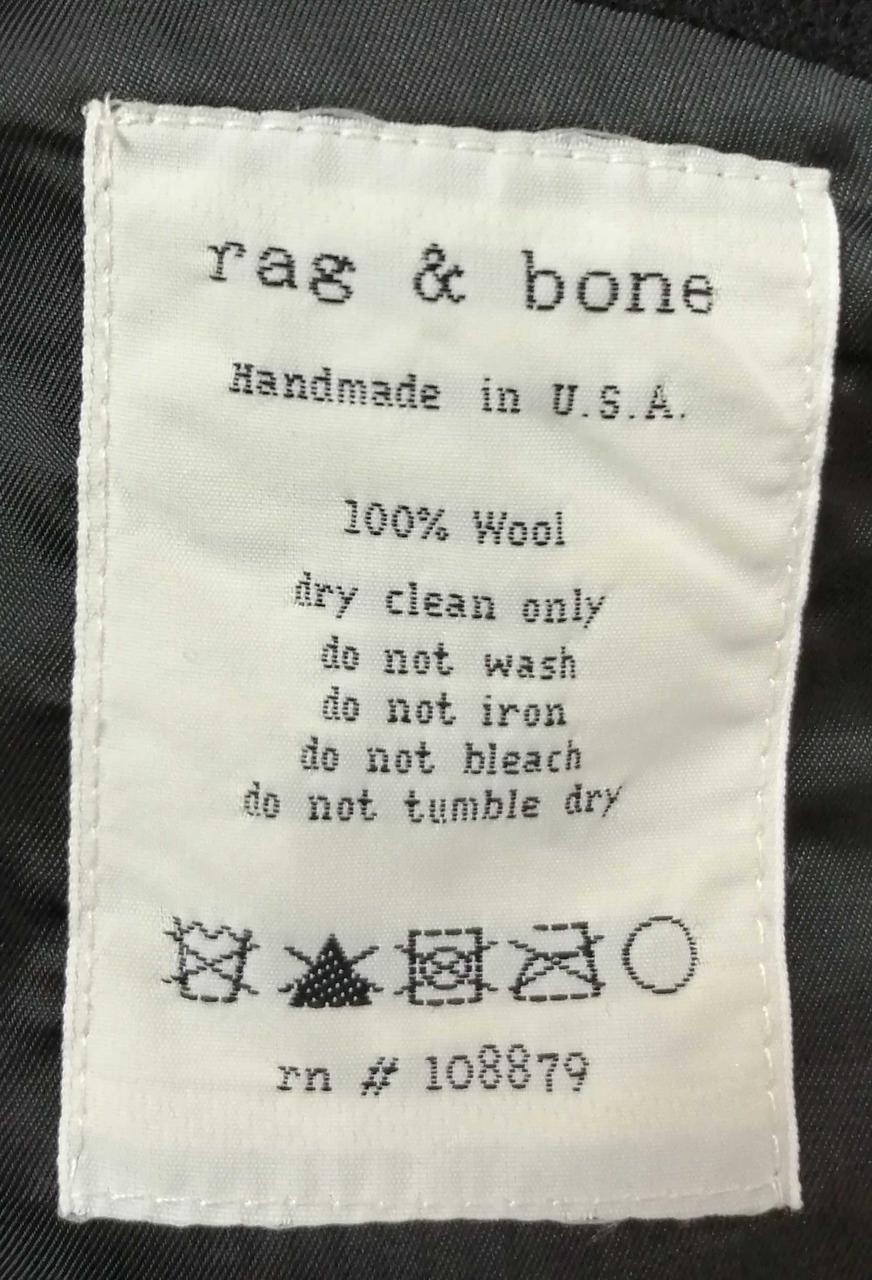 rag & bone
Handmade in U.S.A.
100% Wool
dry clean only
do not wash
do not iron
do not bleach
do not tumble dry
rn # 108879